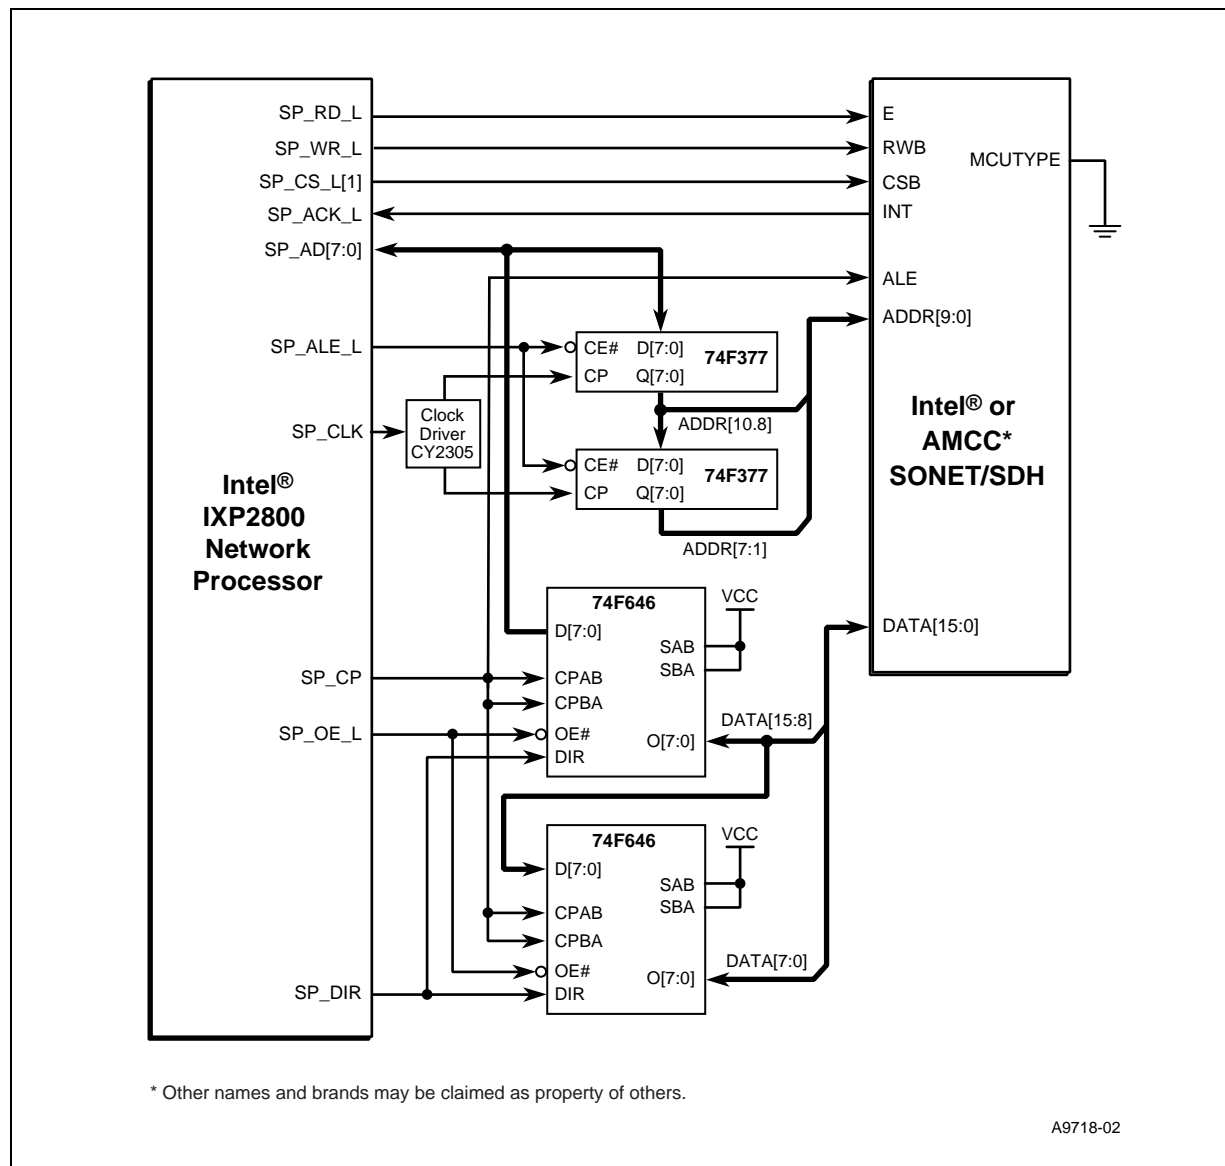 SP_RD_L
SP_WR_L
SP_CS_L[1]
SP_ACK_L
SP_AD[7:0]
SP_ALE_L
SP_CLK
Intel®
IXP2800
Network
Processor
SP_CP
SP_OE_L
SP_DIR
Clock
Driver
CY2305
CE# D[7:0]
74F377
CP Q[7:0]
ADDR[10.8]
CE# D[7:0]
74F377
CP Q[7:0]
ADDR[7:1]
74F646
D[7:0]
SAB
SBA
CPAB
CPBA
OE#
DIR
O[7:0]
VCC
DATA[15:8]
74F646
D[7:0]
SAB
SBA
CPAB
CPBA
OE#
DIR
O[7:0]
VCC
DATA[7:0]
E
RWB
MCUTYPE
CSB
INT
ALE
ADDR[9:0]
Intel® or
AMCC*
SONET/SDH
DATA[15:0]
* Other names and brands may be claimed as property of others.
A9718-02